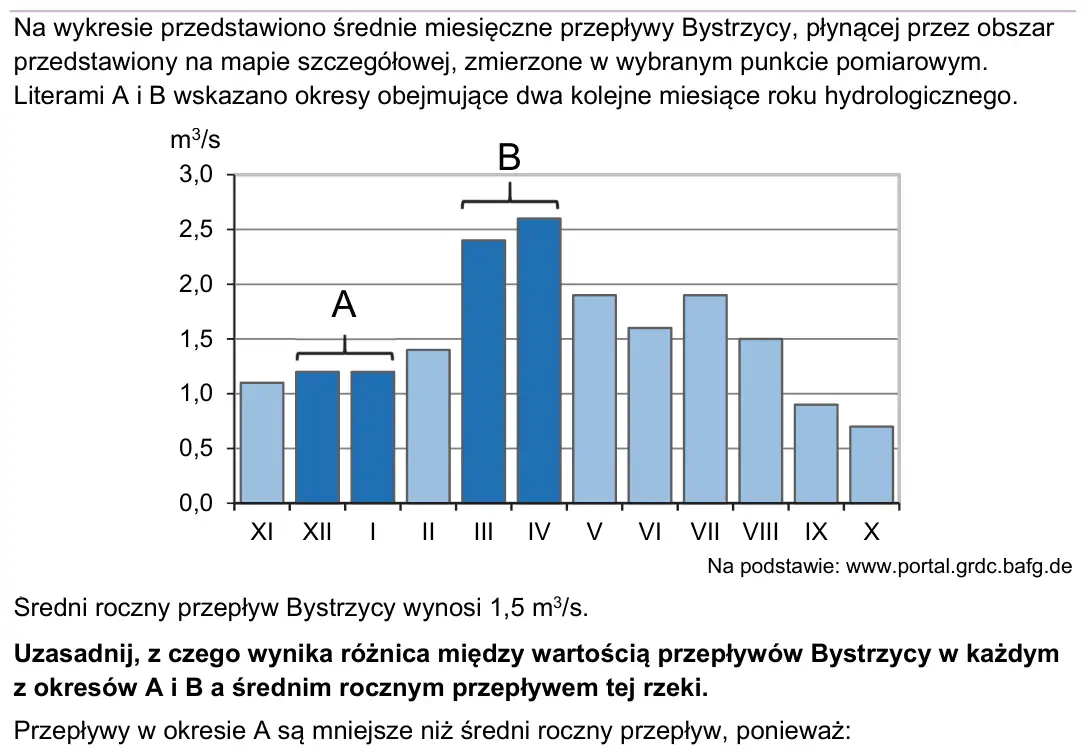 Na wykresie przedstawiono średnie miesięczne przepływy Bystrzycy, płynącej przez obszar
przedstawiony na mapie szczegółowej, zmierzone w wybranym punkcie pomiarowym.
Literami A i B wskazano okresy obejmujące dwa kolejne miesiące roku hydrologicznego.
m³/s
B
3,0
2,5
2,0
A
1,5
1,0
0,5
0,0
XI XII I II III IV V VI VII VIII IX X
Na podstawie: www.portal.grdc.bafg.de
Średni roczny przepływ Bystrzycy wynosi 1,5 m³/s.
Uzasadnij, z czego wynika różnica między wartością przepływów Bystrzycy w każdym
z okresów A i B a średnim rocznym przepływem tej rzeki.
Przepływy w okresie A są mniejsze niż średni roczny przepływ, ponieważ: